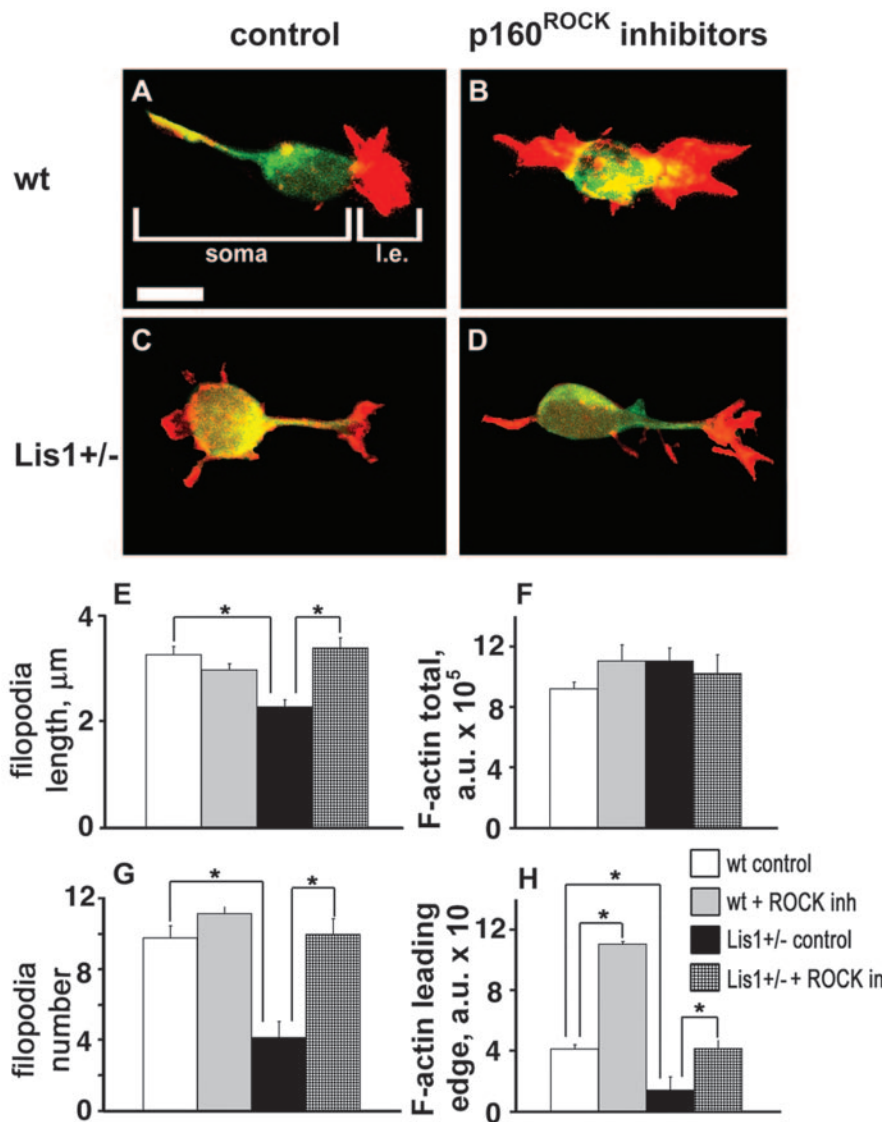 control
p160ROCK inhibitors
wt
A
soma
l.e.
B
Lis1+/-
C
D
E
filopodia
length, μm
4
2
0
*
*
F
F-actin total,
a.u. x 10^5
12
8
4
0
G
filopodia
number
12
8
4
0
*
*
H
F-actin leading
edge, a.u. x 10
12
8
4
0
*
*
*
wt control
wt + ROCK inh
Lis1+/- control
Lis1+/- + ROCK in